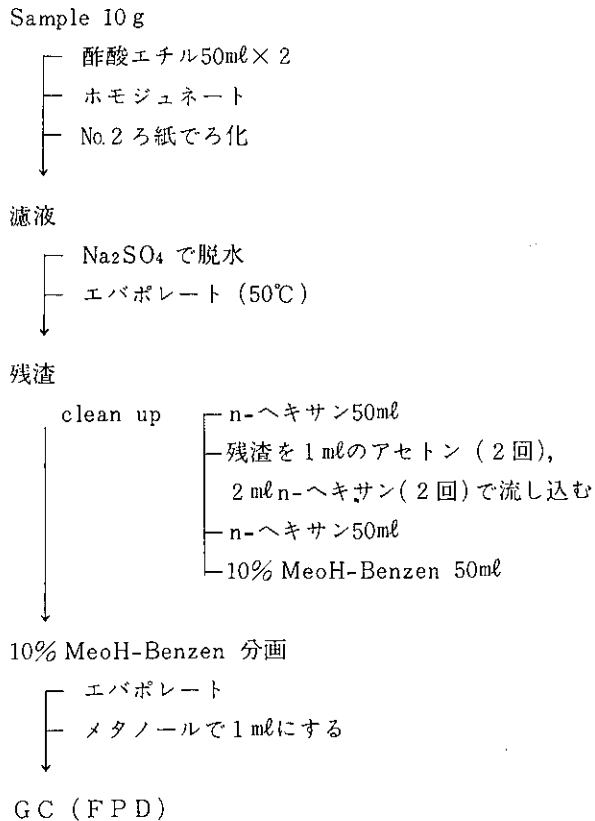 Sample 10g
酢酸エチル50mℓ×2
ホモジュネート
No.2ろ紙でろ化
濾液
Na2SO4で脱水
エバポレート(50℃)
残渣
clean up
n-ヘキサン50mℓ
残渣を1mℓのアセトン(2回),
2mℓn-ヘキサン(2回)で流し込む
n-ヘキサン50mℓ
10% MeoH-Benzen 50mℓ
10% MeoH-Benzen 分画
エバポレート
メタノールで1mℓにする
GC(FPD)